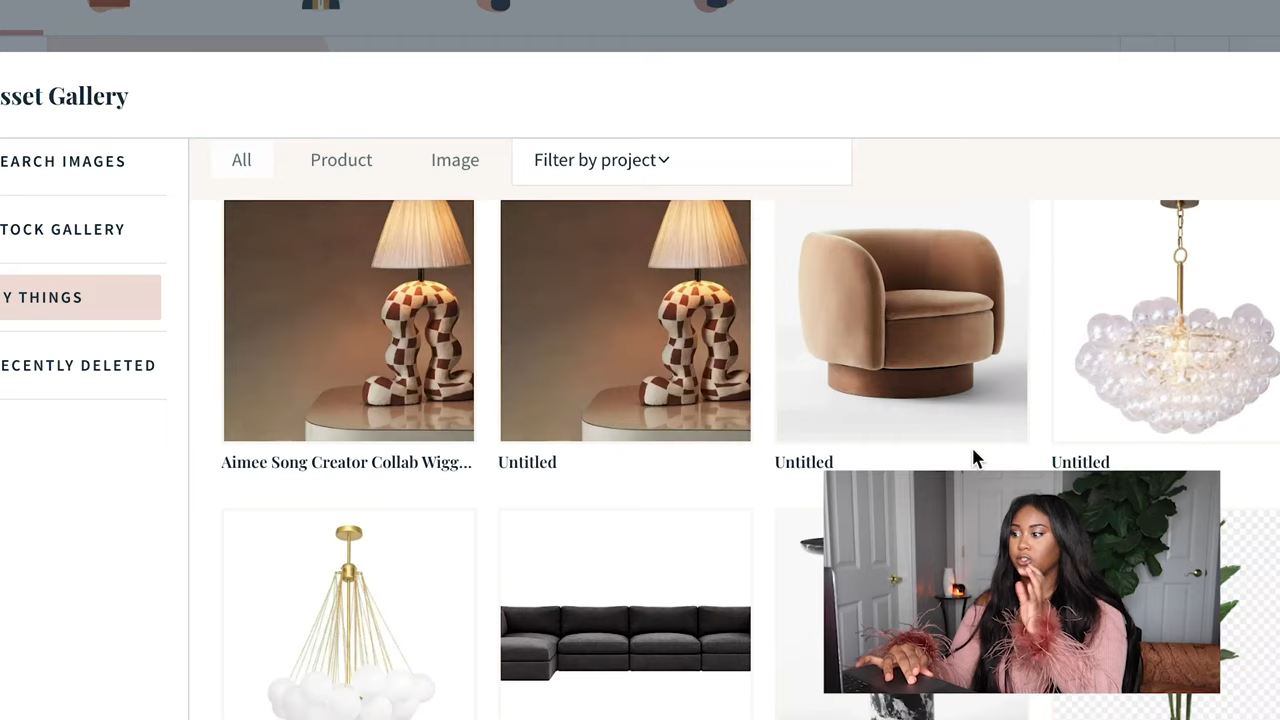 sset Gallery
EARCH IMAGES
TOCK GALLERY
Y THINGS
ECENTLY DELETED
All Product Image Filter by project
Aimee Song Creator Collab Wigg... Untitled Untitled Untitled